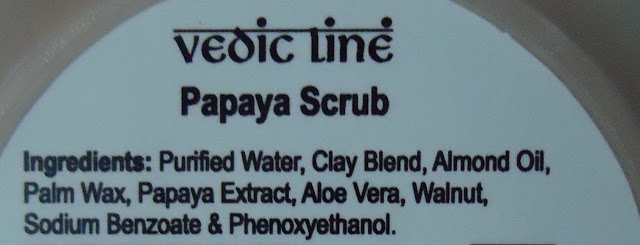 vedic line
Papaya Scrub
Ingredients: Purified Water, Clay Blend, Almond Oil,
Palm Wax, Papaya Extract, Aloe Vera, Walnut,
Sodium Benzoate & Phenoxyethanol.